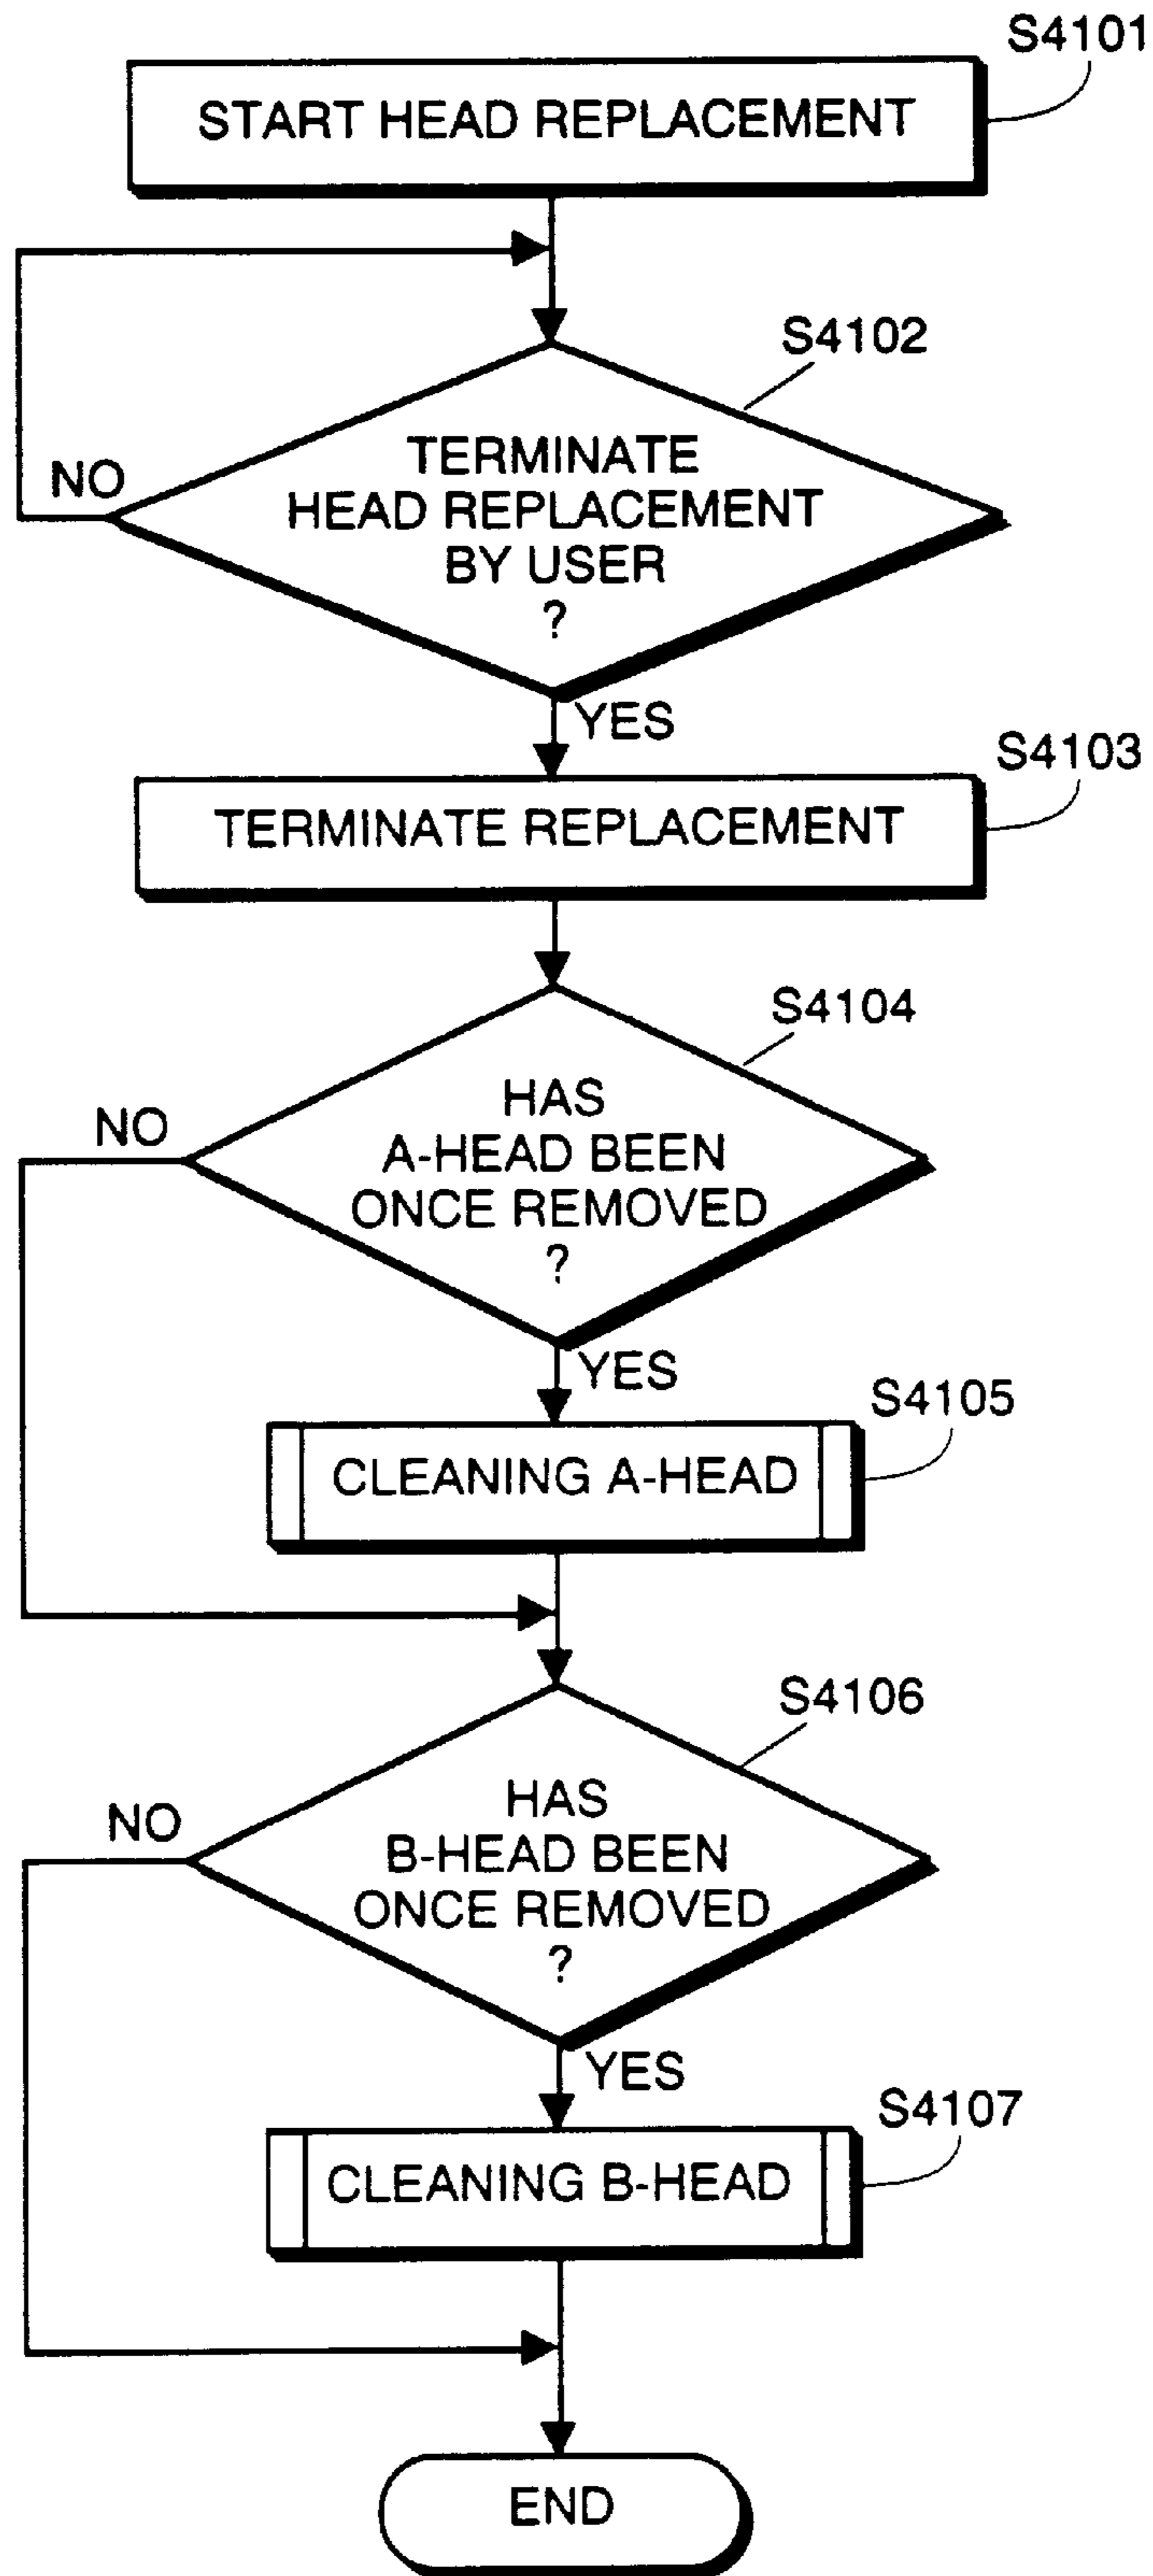 S4101
START HEAD REPLACEMENT
S4102
TERMINATE
HEAD REPLACEMENT
BY USER
?
NO
YES
S4103
TERMINATE REPLACEMENT
S4104
HAS
A-HEAD BEEN
ONCE REMOVED
?
NO
YES
S4105
CLEANING A-HEAD
S4106
HAS
B-HEAD BEEN
ONCE REMOVED
?
NO
YES
S4107
CLEANING B-HEAD
END